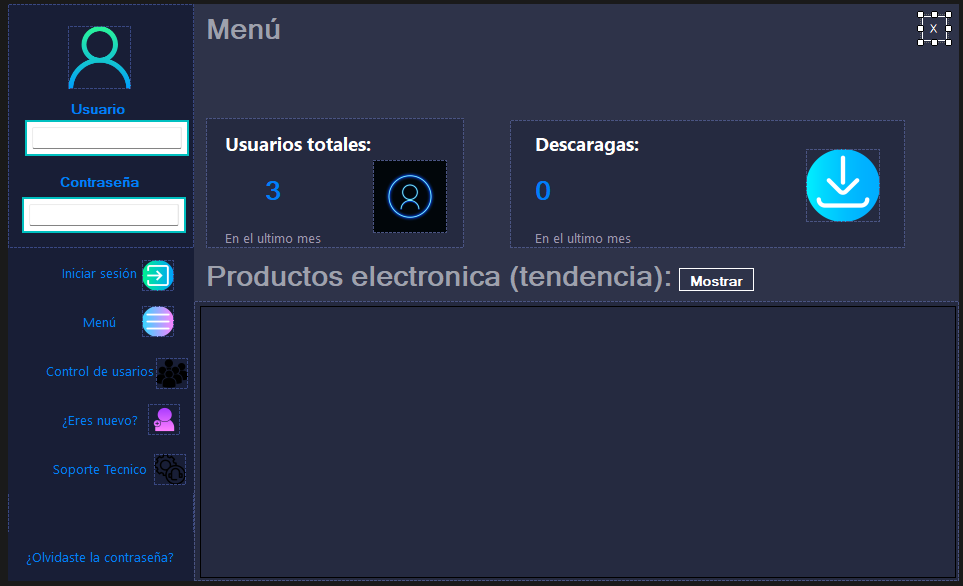 Menú
X
Usuario
Contraseña
Iniciar sesión
Menú
Control de usarios
¿Eres nuevo?
Soporte Tecnico
¿Olvidaste la contraseña?
Usuarios totales:
3
En el ultimo mes
Descaragas:
0
En el ultimo mes
Productos electronica (tendencia):
Mostrar